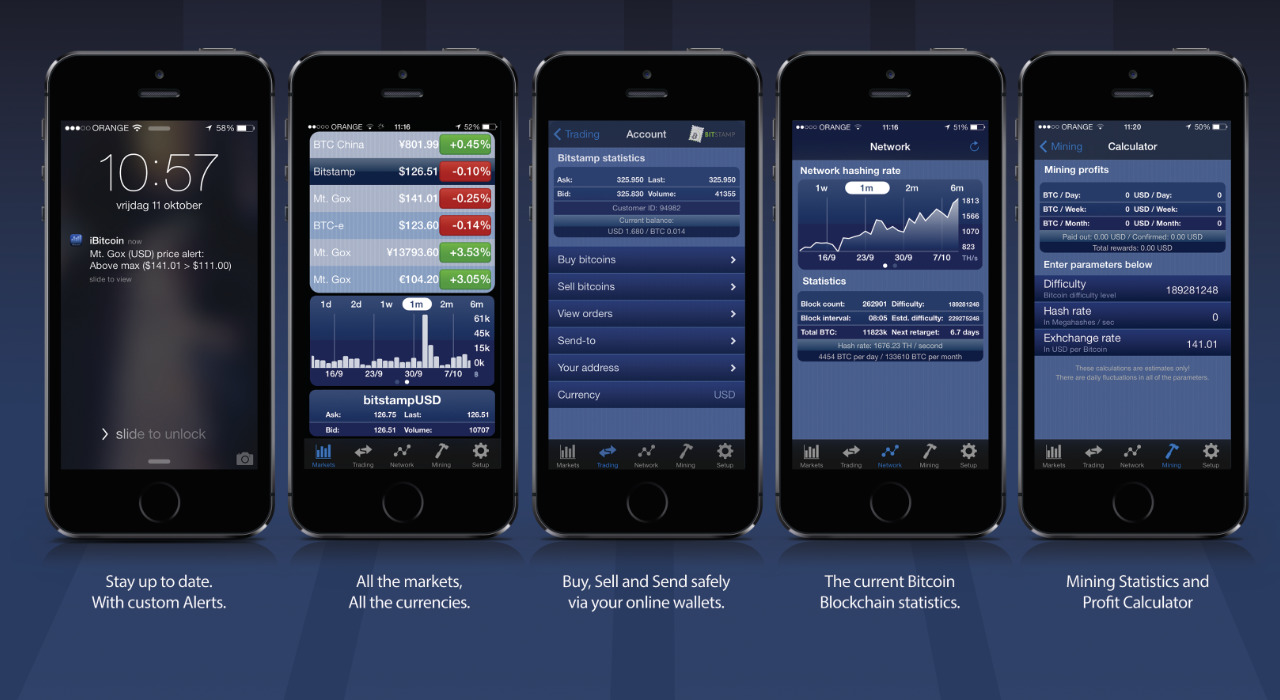 ORANGE 58%
10:57
vrijdag 11 oktober
iBitcoin now
Mt. Gox (USD) price alert:
Above max ($141.01 > $111.00)
slide to view
slide to unlock
Stay up to date.
With custom Alerts.
ORANGE 11:16 52%
BTC China ¥801.99 +0.45%
Bitstamp $126.51 -0.10%
Mt. Gox $141.01 -0.25%
BTC-e $123.60 -0.14%
Mt. Gox ¥13793.60 +3.53%
Mt. Gox €104.20 +3.05%
1d 2d 1w 1m 2m 6m
61k
45k
15k
0k
16/9 23/9 30/9 7/10 B
bitstampUSD
Ask: 126.75 Last: 126.51
Bid: 126.51 Volume: 10707
Markets Trading Network Mining Setup
All the markets,
All the currencies.
Trading Account a BITSTAMP
Bitstamp statistics
Ask: 325.950 Last: 325.950
Bid: 325.830 Volume: 41355
Customer ID: 94982
Current balance:
USD 1.680 / BTC 0.014
Buy bitcoins
Sell bitcoins
View orders
Send-to
Your address
Currency USD
Markets Trading Network Mining Setup
Buy, Sell and Send safely
via your online wallets.
ORANGE 11:16 51%
Network
Network hashing rate
1w 1m 2m 6m
1813
1566
1070
823
16/9 23/9 30/9 7/10 TH/s
Statistics
Block count: 262901 Difficulty: 189281248
Block interval: 08:05 Estd. difficulty: 229275248
Total BTC: 11823k Next retarget: 6.7 days
Hash rate: 1676.23 TH / second
4454 BTC per day / 133610 BTC per month
Markets Trading Network Mining Setup
The current Bitcoin
Blockchain statistics.
ORANGE 11:20 50%
Mining Calculator
Mining profits
BTC / Day: 0 USD / Day: 0
BTC / Week: 0 USD / Week: 0
BTC / Month: 0 USD / Month: 0
Paid out: 0.00 USD / Confirmed: 0.00 USD
Total rewards: 0.00 USD
Enter parameters below
Difficulty
Bitcoin difficulty level
189281248
Hash rate
In Megahashes / sec
0
Exhchange rate
In USD per Bitcoin
141.01
These calculations are estimates only!
There are daily fluctuations in all of the parameters.
Markets Trading Network Mining Setup
Mining Statistics and
Profit Calculator